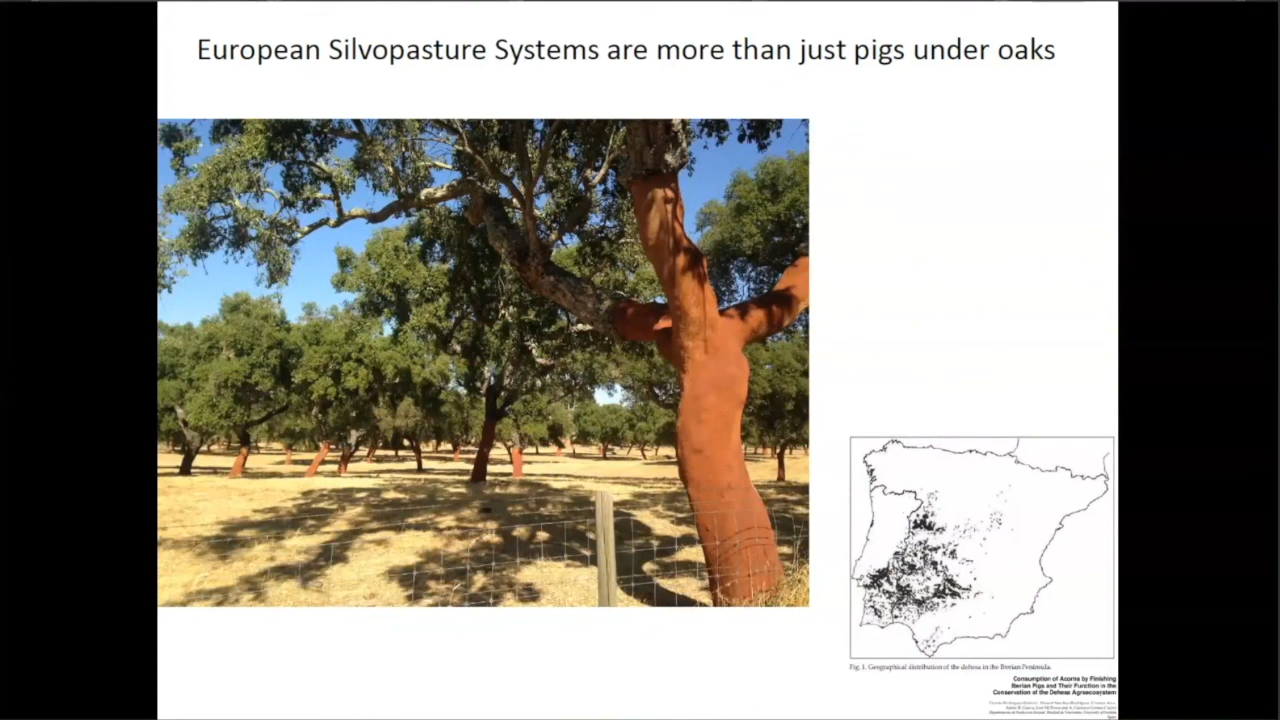 European Silvopasture Systems are more than just pigs under oaks
Fig. 1. Geographical distribution of the dehesa in the Iberian Peninsula.
Consumption of Acorns by Finishing
Iberian Pigs and Their Function in the
Conservation of the Dehesa Agroecosystem